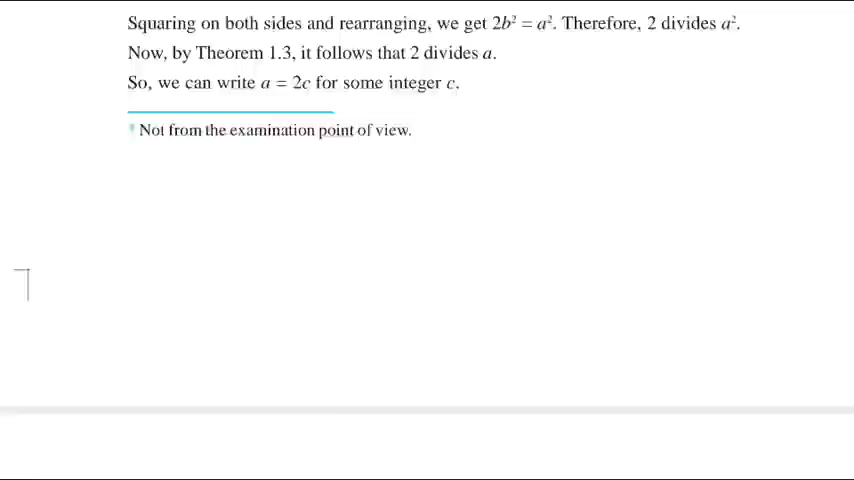 Squaring on both sides and rearranging, we get 2b² = a². Therefore, 2 divides a².
Now, by Theorem 1.3, it follows that 2 divides a.
So, we can write a = 2c for some integer c.
* Not from the examination point of view.